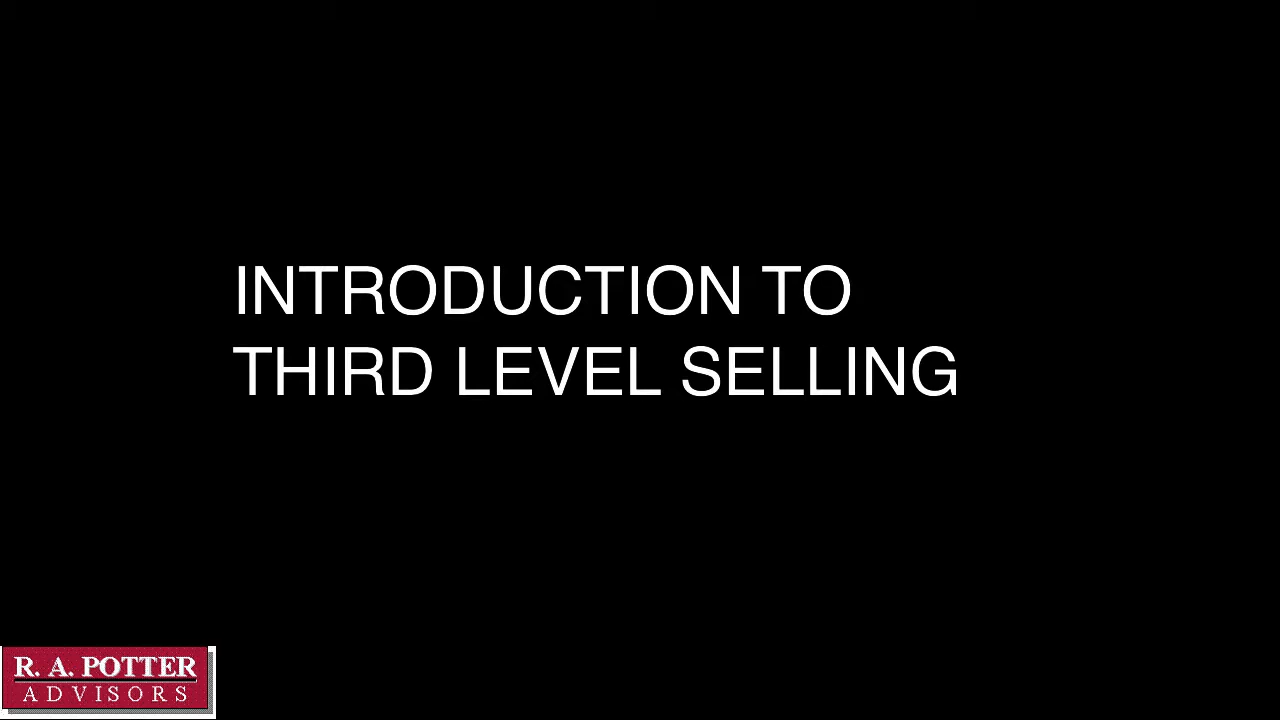 INTRODUCTION TO
THIRD LEVEL SELLING
R. A. POTTER
ADVISORS